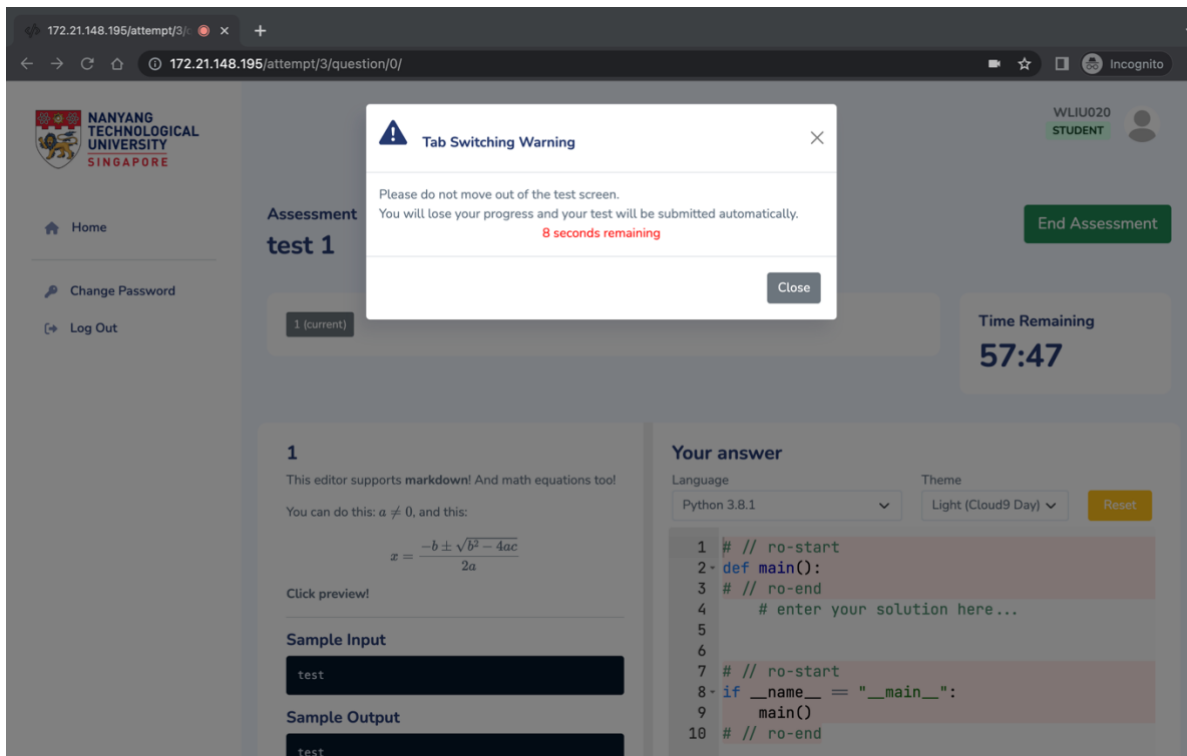 172.21.148.195/attempt/3/
172.21.148.195/attempt/3/question/0/
Incognito
NANYANG
TECHNOLOGICAL
UNIVERSITY
SINGAPORE
WLIU020
STUDENT
Home
Change Password
Log Out
Tab Switching Warning
Please do not move out of the test screen.
You will lose your progress and your test will be submitted automatically.
8 seconds remaining
Close
Assessment
test 1
End Assessment
1 (current)
Time Remaining
57:47
1
This editor supports markdown! And math equations too!
You can do this: a ≠ 0, and this:
x = (-b ± √(b² − 4ac)) / 2a
Click preview!
Sample Input
test
Sample Output
test
Your answer
Language
Theme
Python 3.8.1
Light (Cloud9 Day)
Reset
1 # // ro-start
2 def main():
3 # // ro-end
4 # enter your solution here...
5
6
7 # // ro-start
8 if __name__ == "__main__":
9 main()
10 # // ro-end